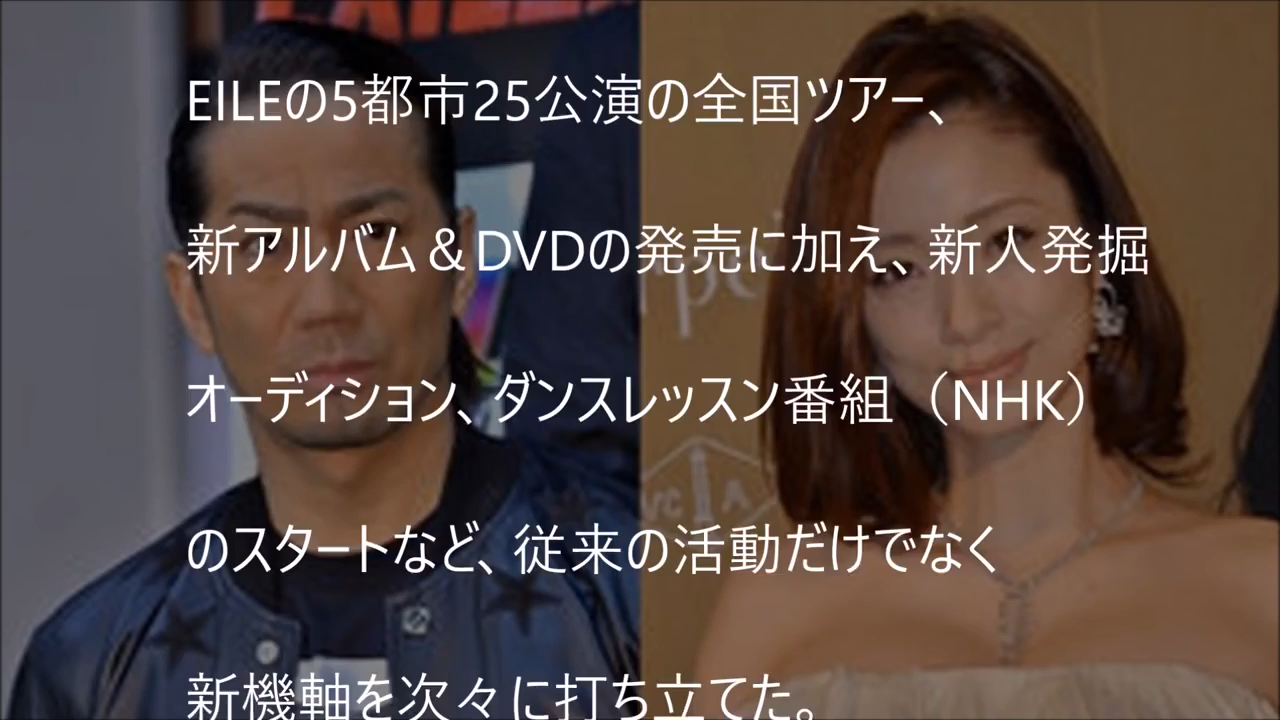 EILEの5都市25公演の全国ツアー、
新アルバム＆DVDの発売に加え、新人発掘
オーディション、ダンスレッスン番組（NHK）
のスタートなど、従来の活動だけでなく
新機軸を次々に打ち立てた。